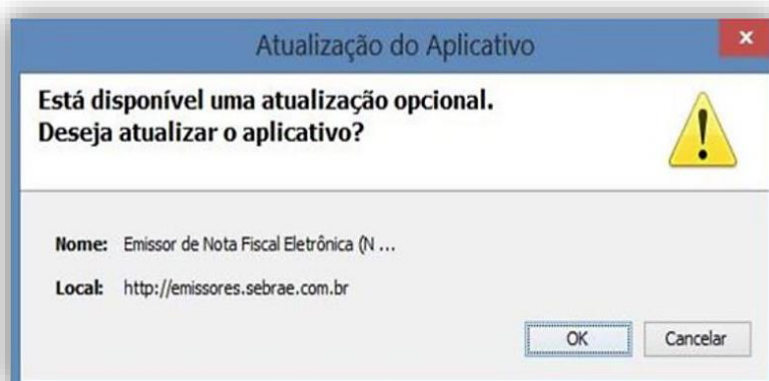 Atualização do Aplicativo
Está disponível uma atualização opcional.
Deseja atualizar o aplicativo?
Nome: Emissor de Nota Fiscal Eletrônica (N ...
Local: http://emissores.sebrae.com.br
OK Cancelar